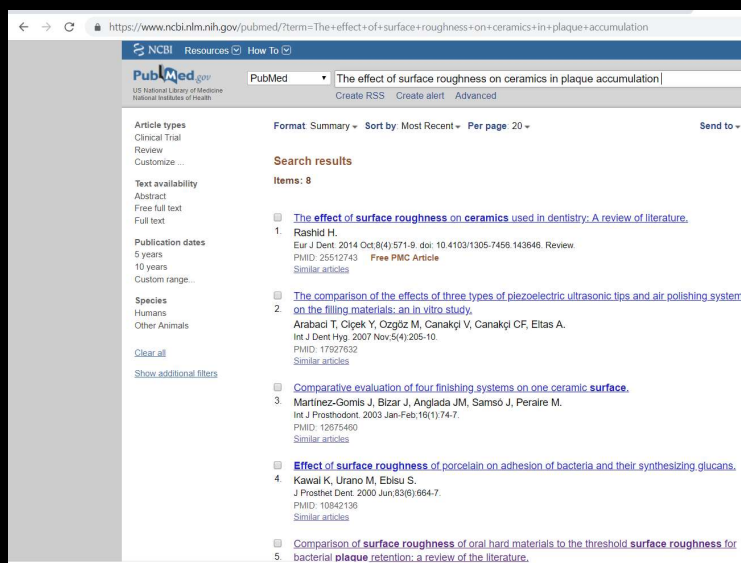 https://www.ncbi.nlm.nih.gov/pubmed/?term=The+effect+of+surface+roughness+on+ceramics+in+plaque+accumulation
NCBI Resources How To
PubMed.gov
US National Library of Medicine
National Institutes of Health
PubMed
The effect of surface roughness on ceramics in plaque accumulation
Create RSS Create alert Advanced
Article types
Clinical Trial
Review
Customize ...
Text availability
Abstract
Free full text
Full text
Publication dates
5 years
10 years
Custom range...
Species
Humans
Other Animals
Clear all
Show additional filters
Format: Summary Sort by: Most Recent Per page: 20 Send to
Search results
Items: 8
The effect of surface roughness on ceramics used in dentistry: A review of literature.
1. Rashid H.
Eur J Dent. 2014 Oct;8(4):571-9. doi: 10.4103/1305-7456.143646. Review.
PMID: 25512743 Free PMC Article
Similar articles
The comparison of the effects of three types of piezoelectric ultrasonic tips and air polishing system
2. on the filling materials: an in vitro study.
Arabaci T, Ciçek Y, Ozgöz M, Canakçi V, Canakçi CF, Eltas A.
Int J Dent Hyg. 2007 Nov;5(4):205-10.
PMID: 17927632
Similar articles
Comparative evaluation of four finishing systems on one ceramic surface.
3. Martínez-Gomis J, Bizar J, Anglada JM, Samsó J, Peraire M.
Int J Prosthodont. 2003 Jan-Feb;16(1):74-7.
PMID: 12675460
Similar articles
Effect of surface roughness of porcelain on adhesion of bacteria and their synthesizing glucans.
4. Kawai K, Urano M, Ebisu S.
J Prosthet Dent. 2000 Jun;83(6):664-7.
PMID: 10842136
Similar articles
Comparison of surface roughness of oral hard materials to the threshold surface roughness for
5. bacterial plaque retention: a review of the literature.